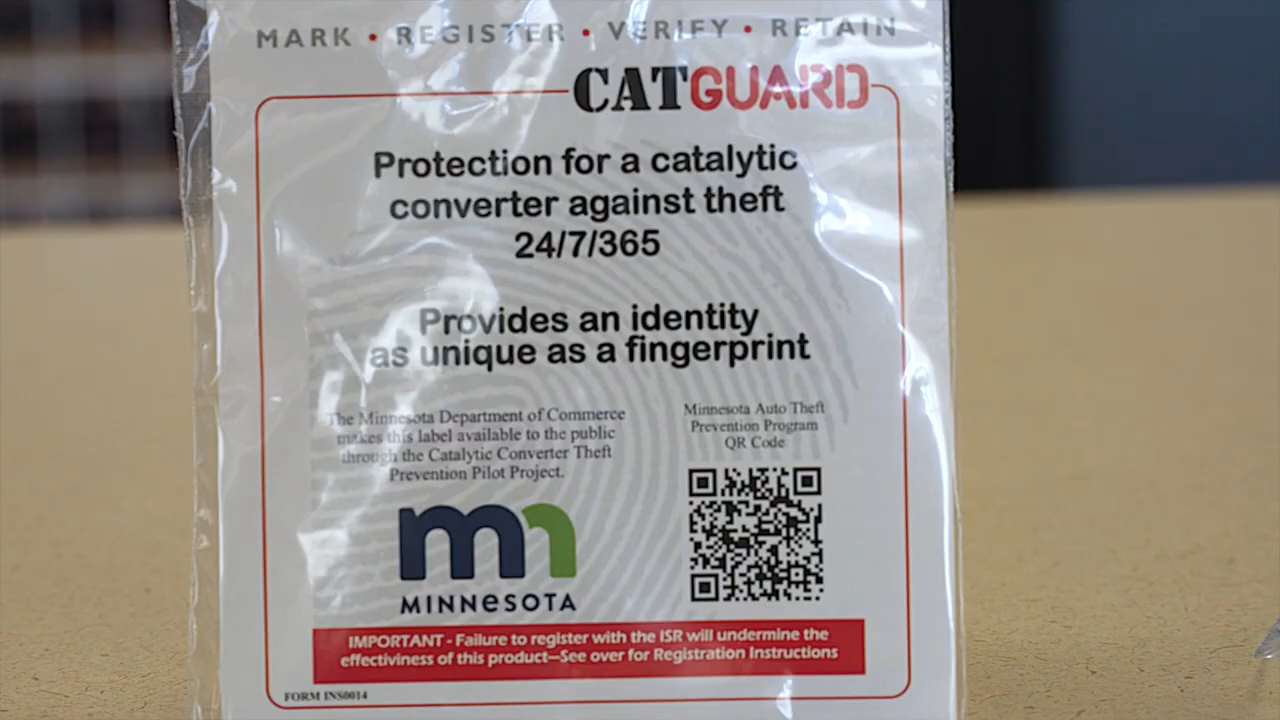 MARK • REGISTER • VERIFY • RETAIN
CATGUARD
Protection for a catalytic
converter against theft
24/7/365
Provides an identity
as unique as a fingerprint
The Minnesota Department of Commerce
makes this label available to the public
through the Catalytic Converter Theft
Prevention Pilot Project.
Minnesota Auto Theft
Prevention Program
QR Code
mn
MINNeSOTA
IMPORTANT - Failure to register with the ISR will undermine the
effectiviness of this product—See over for Registration Instructions
FORM INS0014